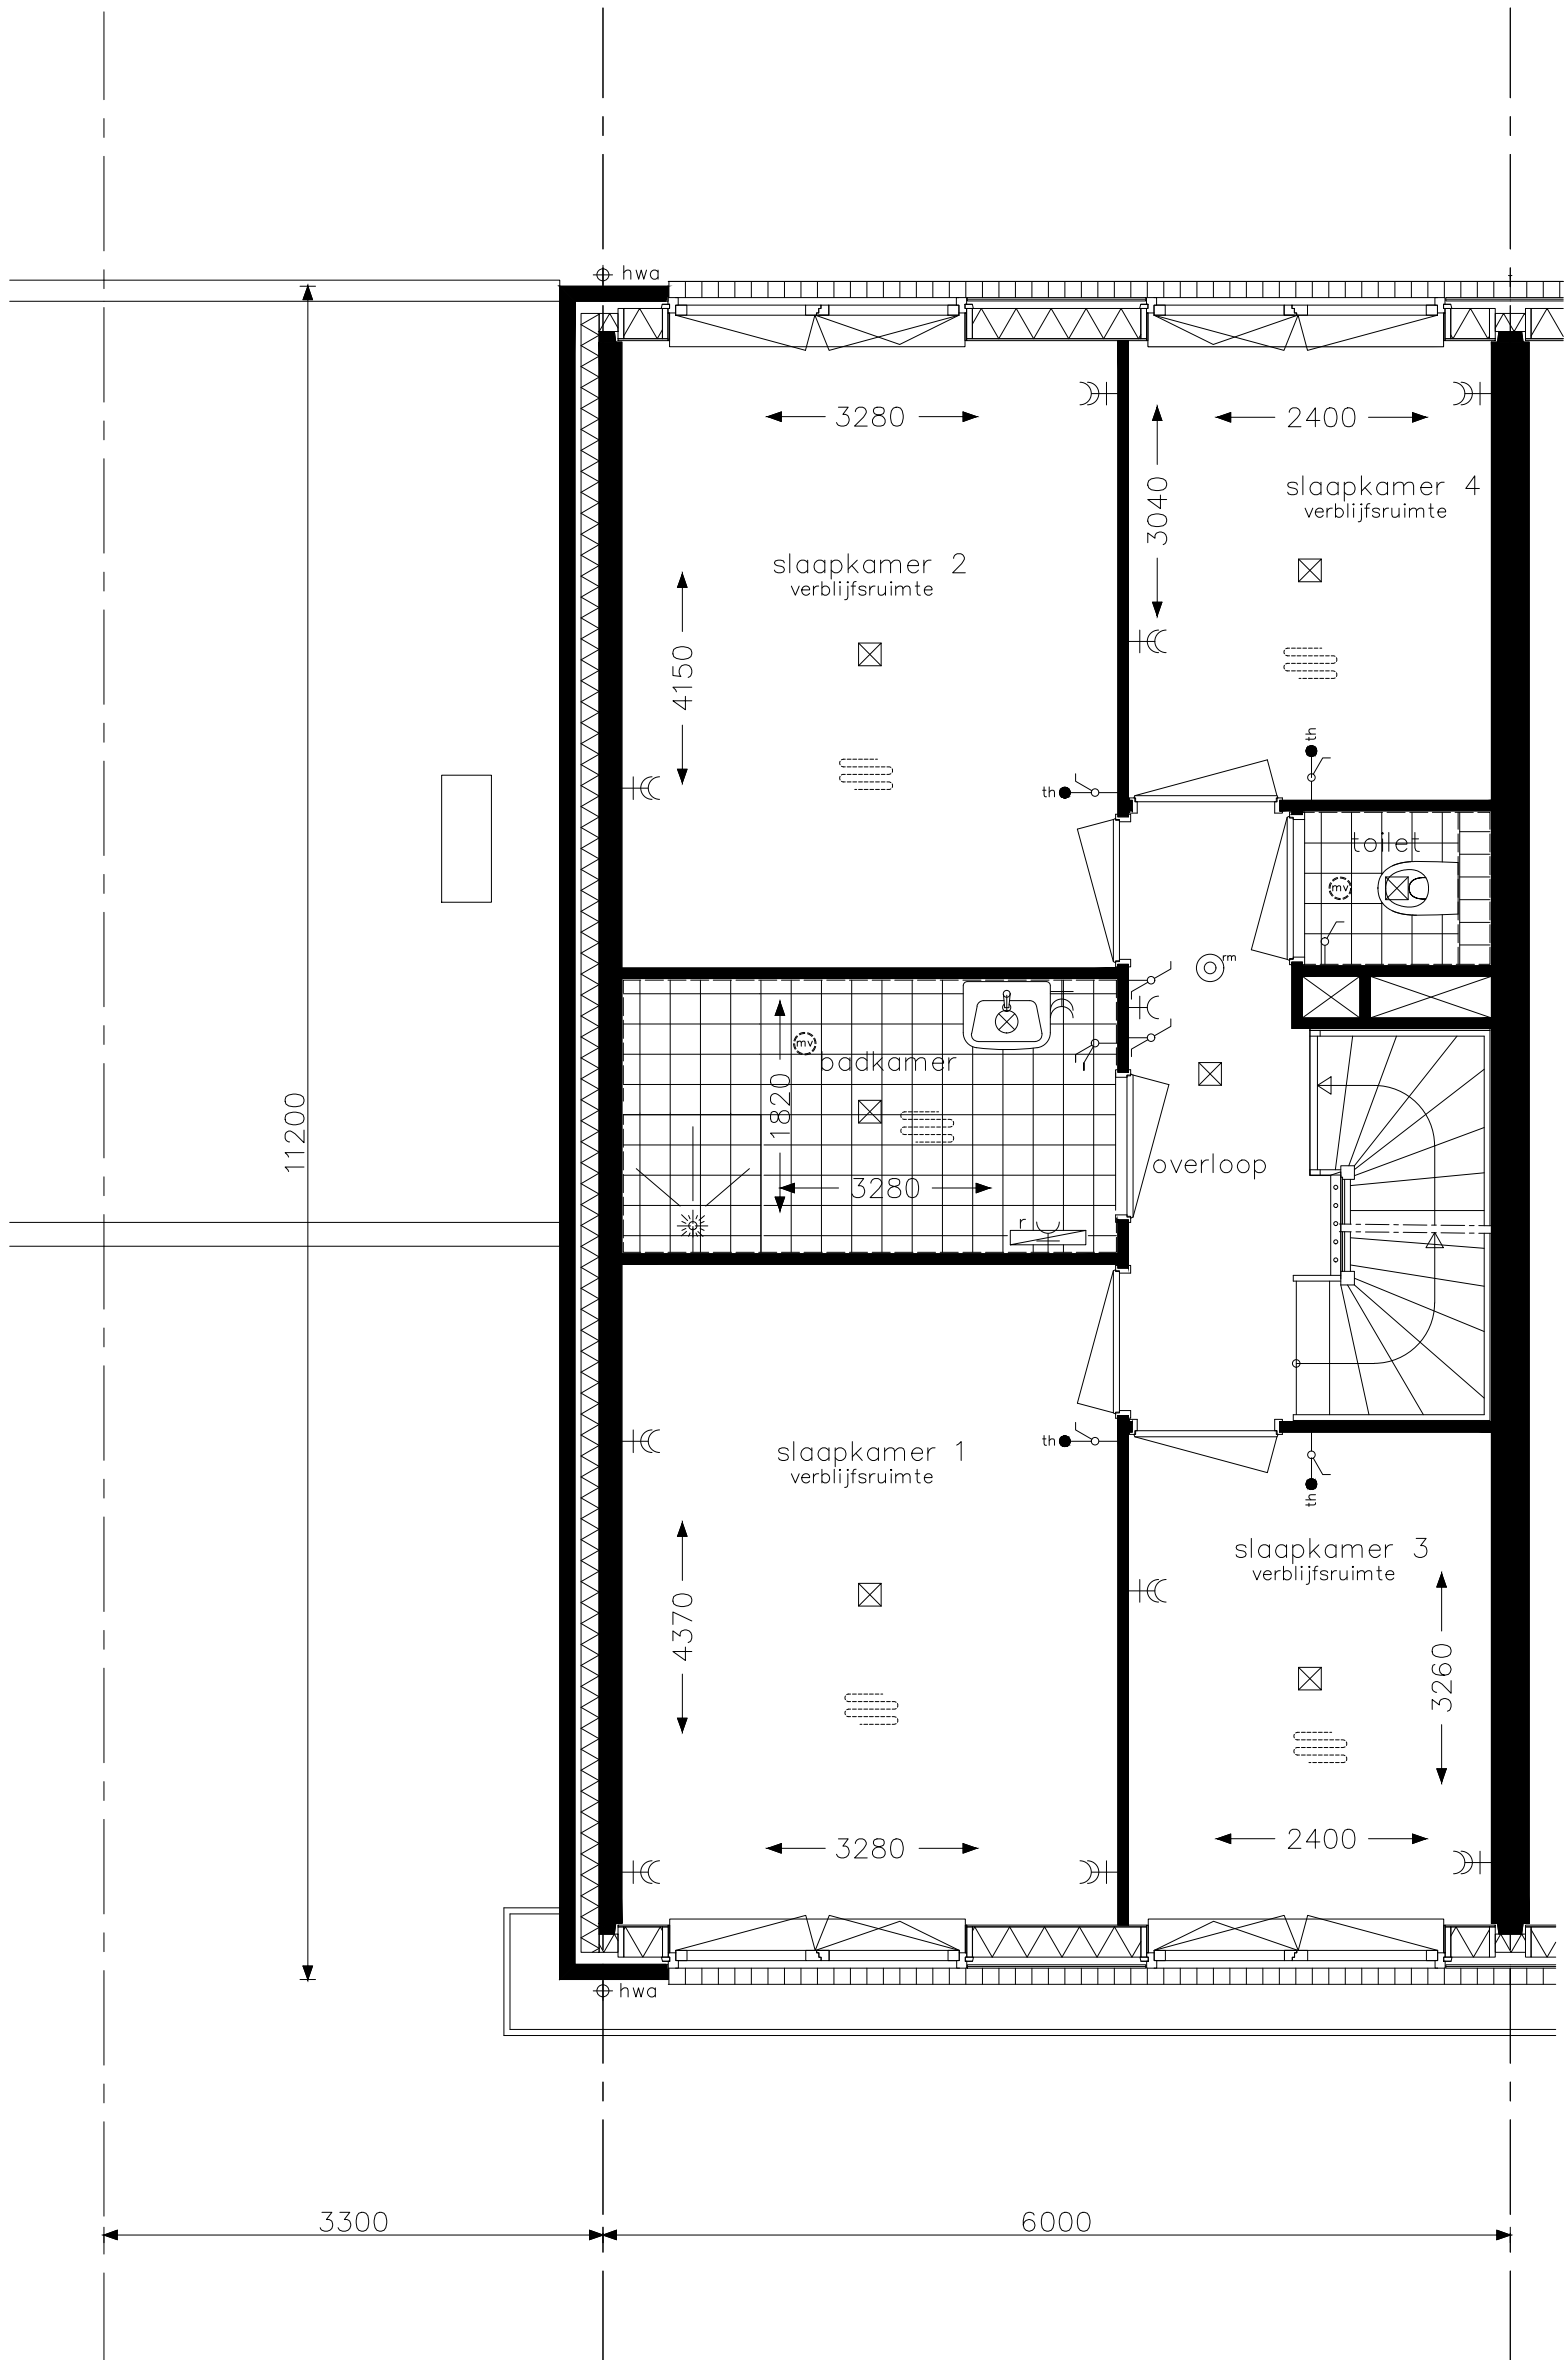 hwa
3280
2400
slaapkamer 4
verblijfsruimte
3040
slaapkamer 2
verblijfsruimte
4150
th
th
toilet
mv
rm
mv
badkamer
1820
11200
overloop
3280
r
th
slaapkamer 1
verblijfsruimte
th
slaapkamer 3
verblijfsruimte
4370
3260
3280
2400
hwa
3300
6000